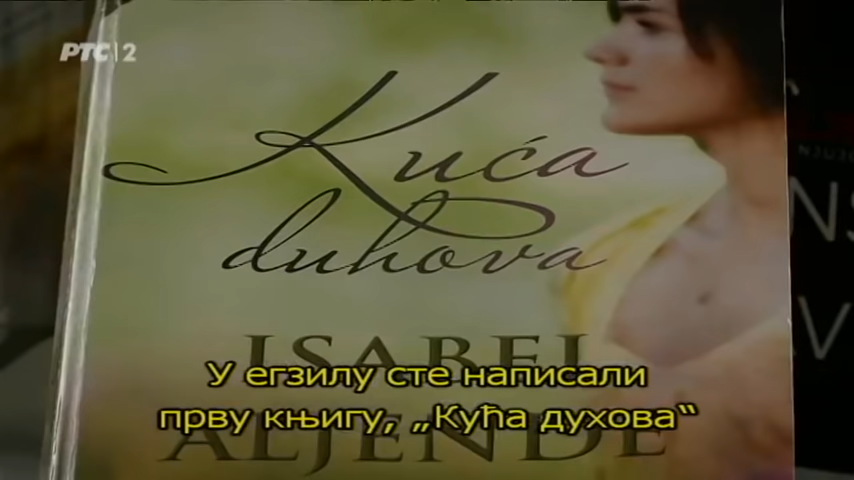 РТС 2
Kuća
duhova
ISABEL
ALJENDE
У егзилу сте написали
прву књигу, „Кућа духова“